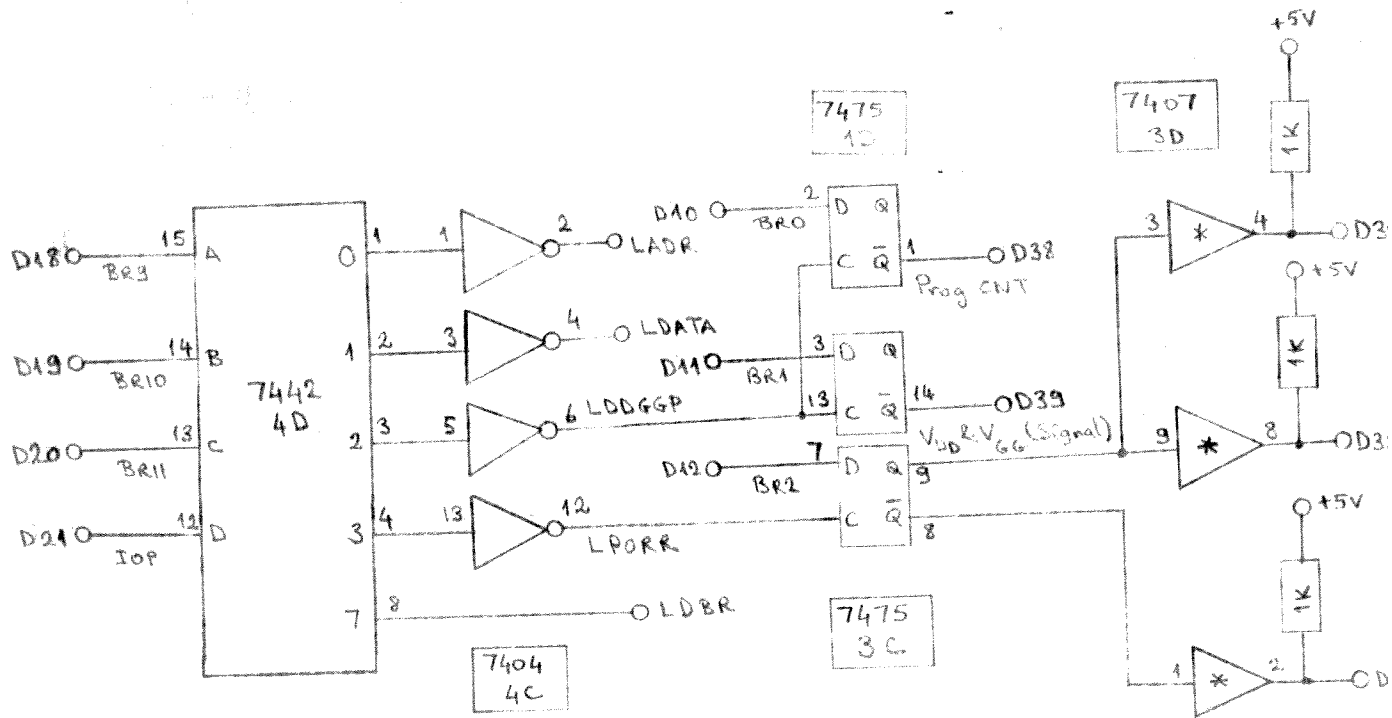 +5V
1K
7475
1D
7407
3D
D18
BR9
15
A
D19
BR10
14
B
D20
BR11
13
C
D21
IOP
12
D
7442
4D
0
1
1
2
LADR
1
2
3
4
LDATA
2
3
5
6
LDDGGP
3
4
13
12
LPORR
7
8
LDBR
7404
4C
D10
BR0
2
D Q
C Q̅
1
D38
Prog CNT
D11
BR1
3
D Q
13
C Q̅
14
D39
VDD & VGG (Signal)
D12
BR2
7
D Q
9
C Q̅
8
7475
3C
3
*
4
+5V
1K
9
*
8
+5V
1K
1
*
2